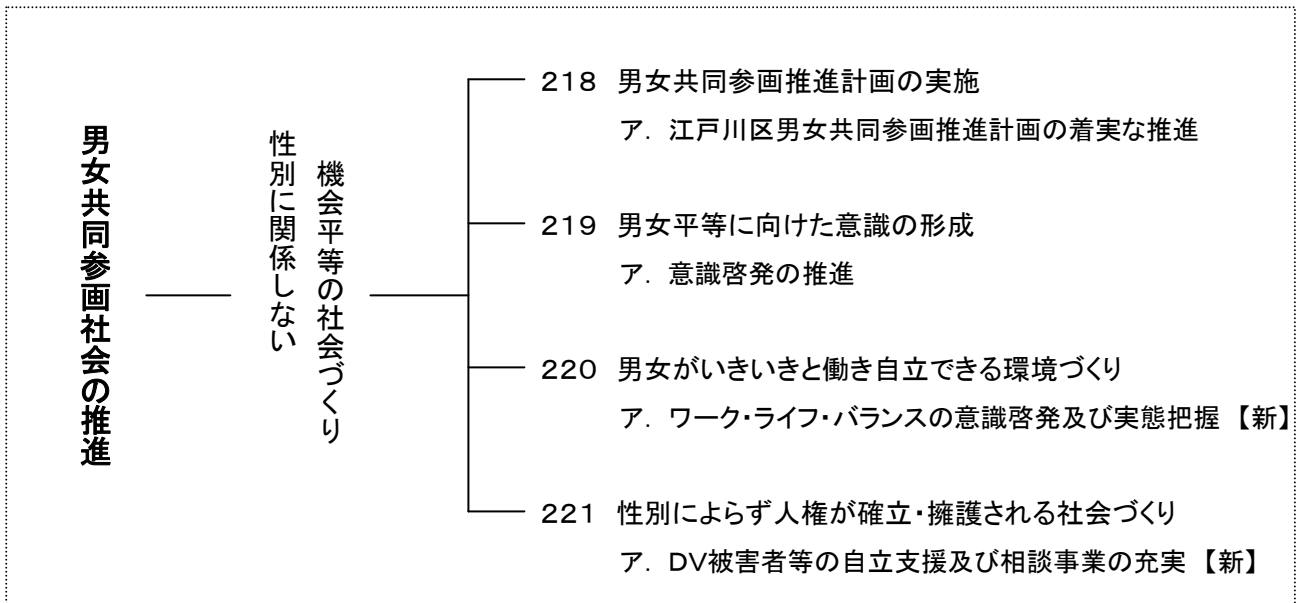 男女共同参画社会の推進
性別に関係しない
機会平等の社会づくり
２１８ 男女共同参画推進計画の実施
ア．江戸川区男女共同参画推進計画の着実な推進
２１９ 男女平等に向けた意識の形成
ア．意識啓発の推進
２２０ 男女がいきいきと働き自立できる環境づくり
ア．ワーク・ライフ・バランスの意識啓発及び実態把握 【新】
２２１ 性別によらず人権が確立・擁護される社会づくり
ア．ＤＶ被害者等の自立支援及び相談事業の充実 【新】